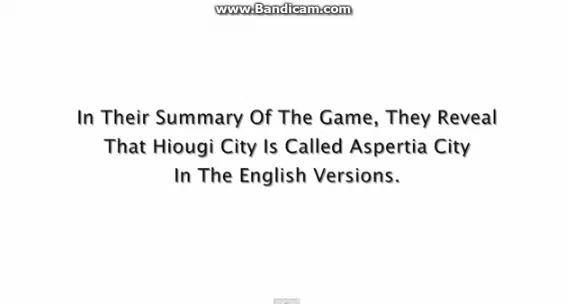 www.Bandicam.com
In Their Summary Of The Game, They Reveal
That Hiougi City Is Called Aspertia City
In The English Versions.